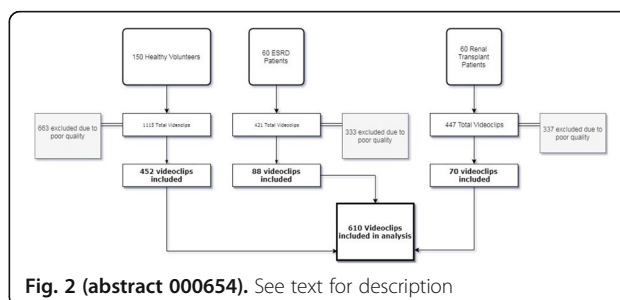 150 Healthy Volunteers
60 ESRD
Patients
60 Renal
Transplant
Patients
663 excluded due to
poor quality
1115 Total Videoclips
421 Total Videoclips
333 excluded due to
poor quality
447 Total Videoclips
337 excluded due to
poor quality
452 videoclips
included
88 videoclips
included
70 videoclips
included
610 Videoclips
included in analysis
Fig. 2 (abstract 000654). See text for description